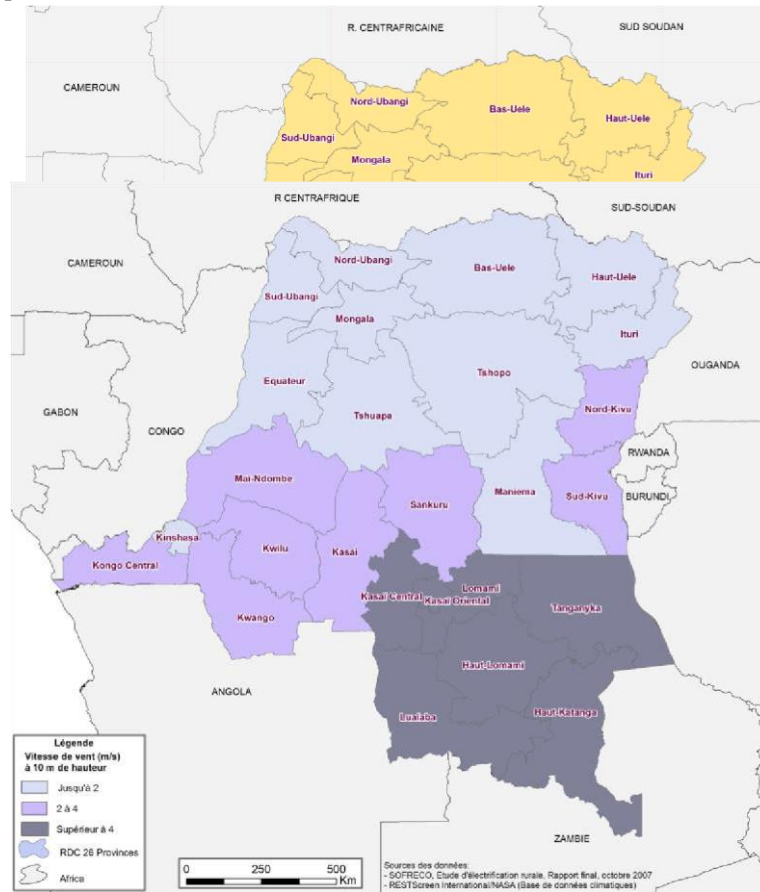 R. CENTRAFRICAINE
SUD SOUDAN
CAMEROUN
Nord-Ubangi
Bas-Uele
Haut-Uele
Sud-Ubangi
Mongala
Ituri
R CENTRAFRIQUE
SUD-SOUDAN
CAMEROUN
Nord-Ubangi
Bas-Uele
Haut-Uele
Sud-Ubangi
Mongala
Ituri
Equateur
Tshopo
OUGANDA
GABON
Tshuapa
Nord-Kivu
CONGO
RWANDA
Mai-Ndombe
Sankuru
Maniema
Sud-Kivu
BURUNDI
Kinshasa
Kwilu
Kasai
Kongo Central
Lomami
Kasai Central
Kasai Oriental
Tanganyka
Kwango
Haut-Lomami
ANGOLA
Lualaba
Haut-Katanga
Légende
Vitesse de vent (m/s)
à 10 m de hauteur
Jusqu'à 2
2 à 4
Supérieur à 4
RDC 26 Provinces
Africa
0 250 500
Km
ZAMBIE
Sources des données:
- SOFRECO, Etude d'électrification rurale, Rapport final, octobre 2007
- RESTScreen International/NASA (Base de données climatiques)